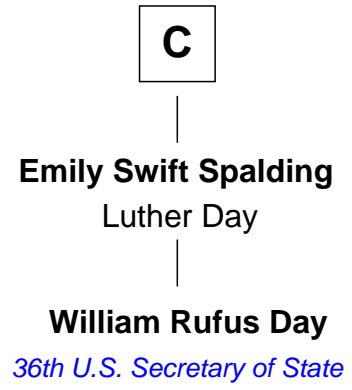 C
Emily Swift Spalding
Luther Day
William Rufus Day
36th U.S. Secretary of State